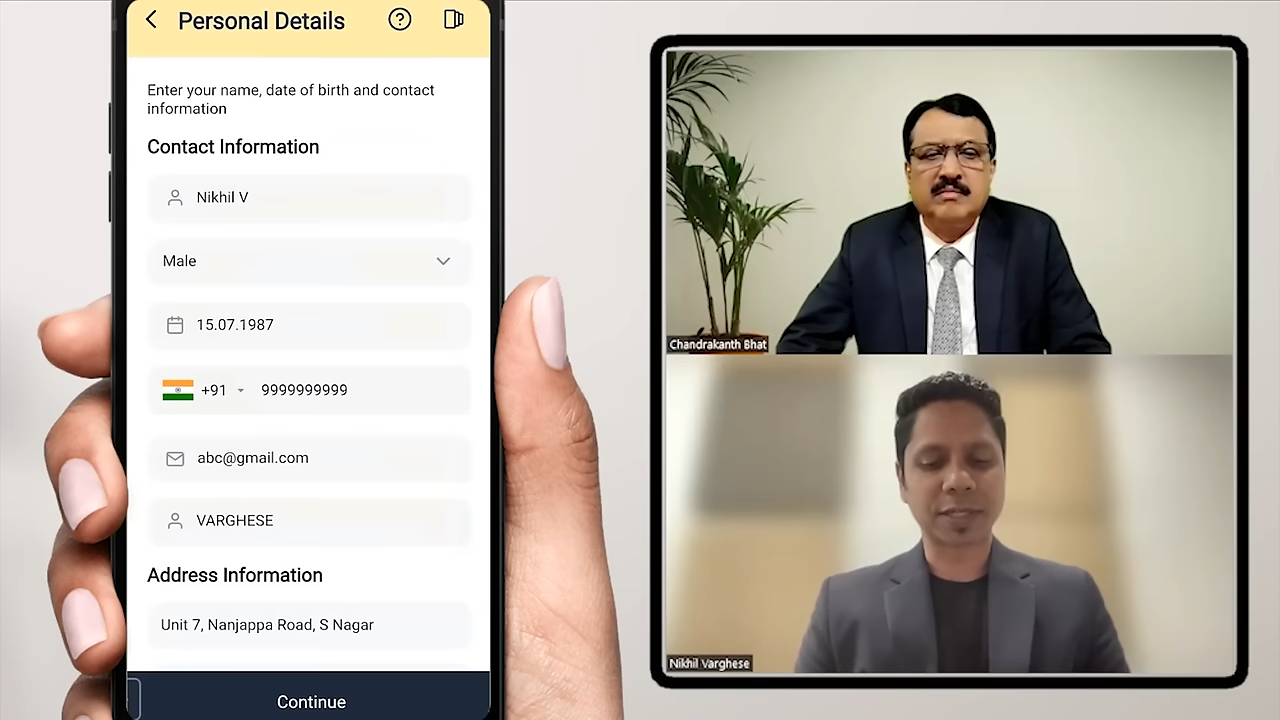 Personal Details
Enter your name, date of birth and contact
information
Contact Information
Nikhil V
Male
15.07.1987
+91 9999999999
abc@gmail.com
VARGHESE
Address Information
Unit 7, Nanjappa Road, S Nagar
Continue
Chandrakanth Bhat
Nikhil Varghese